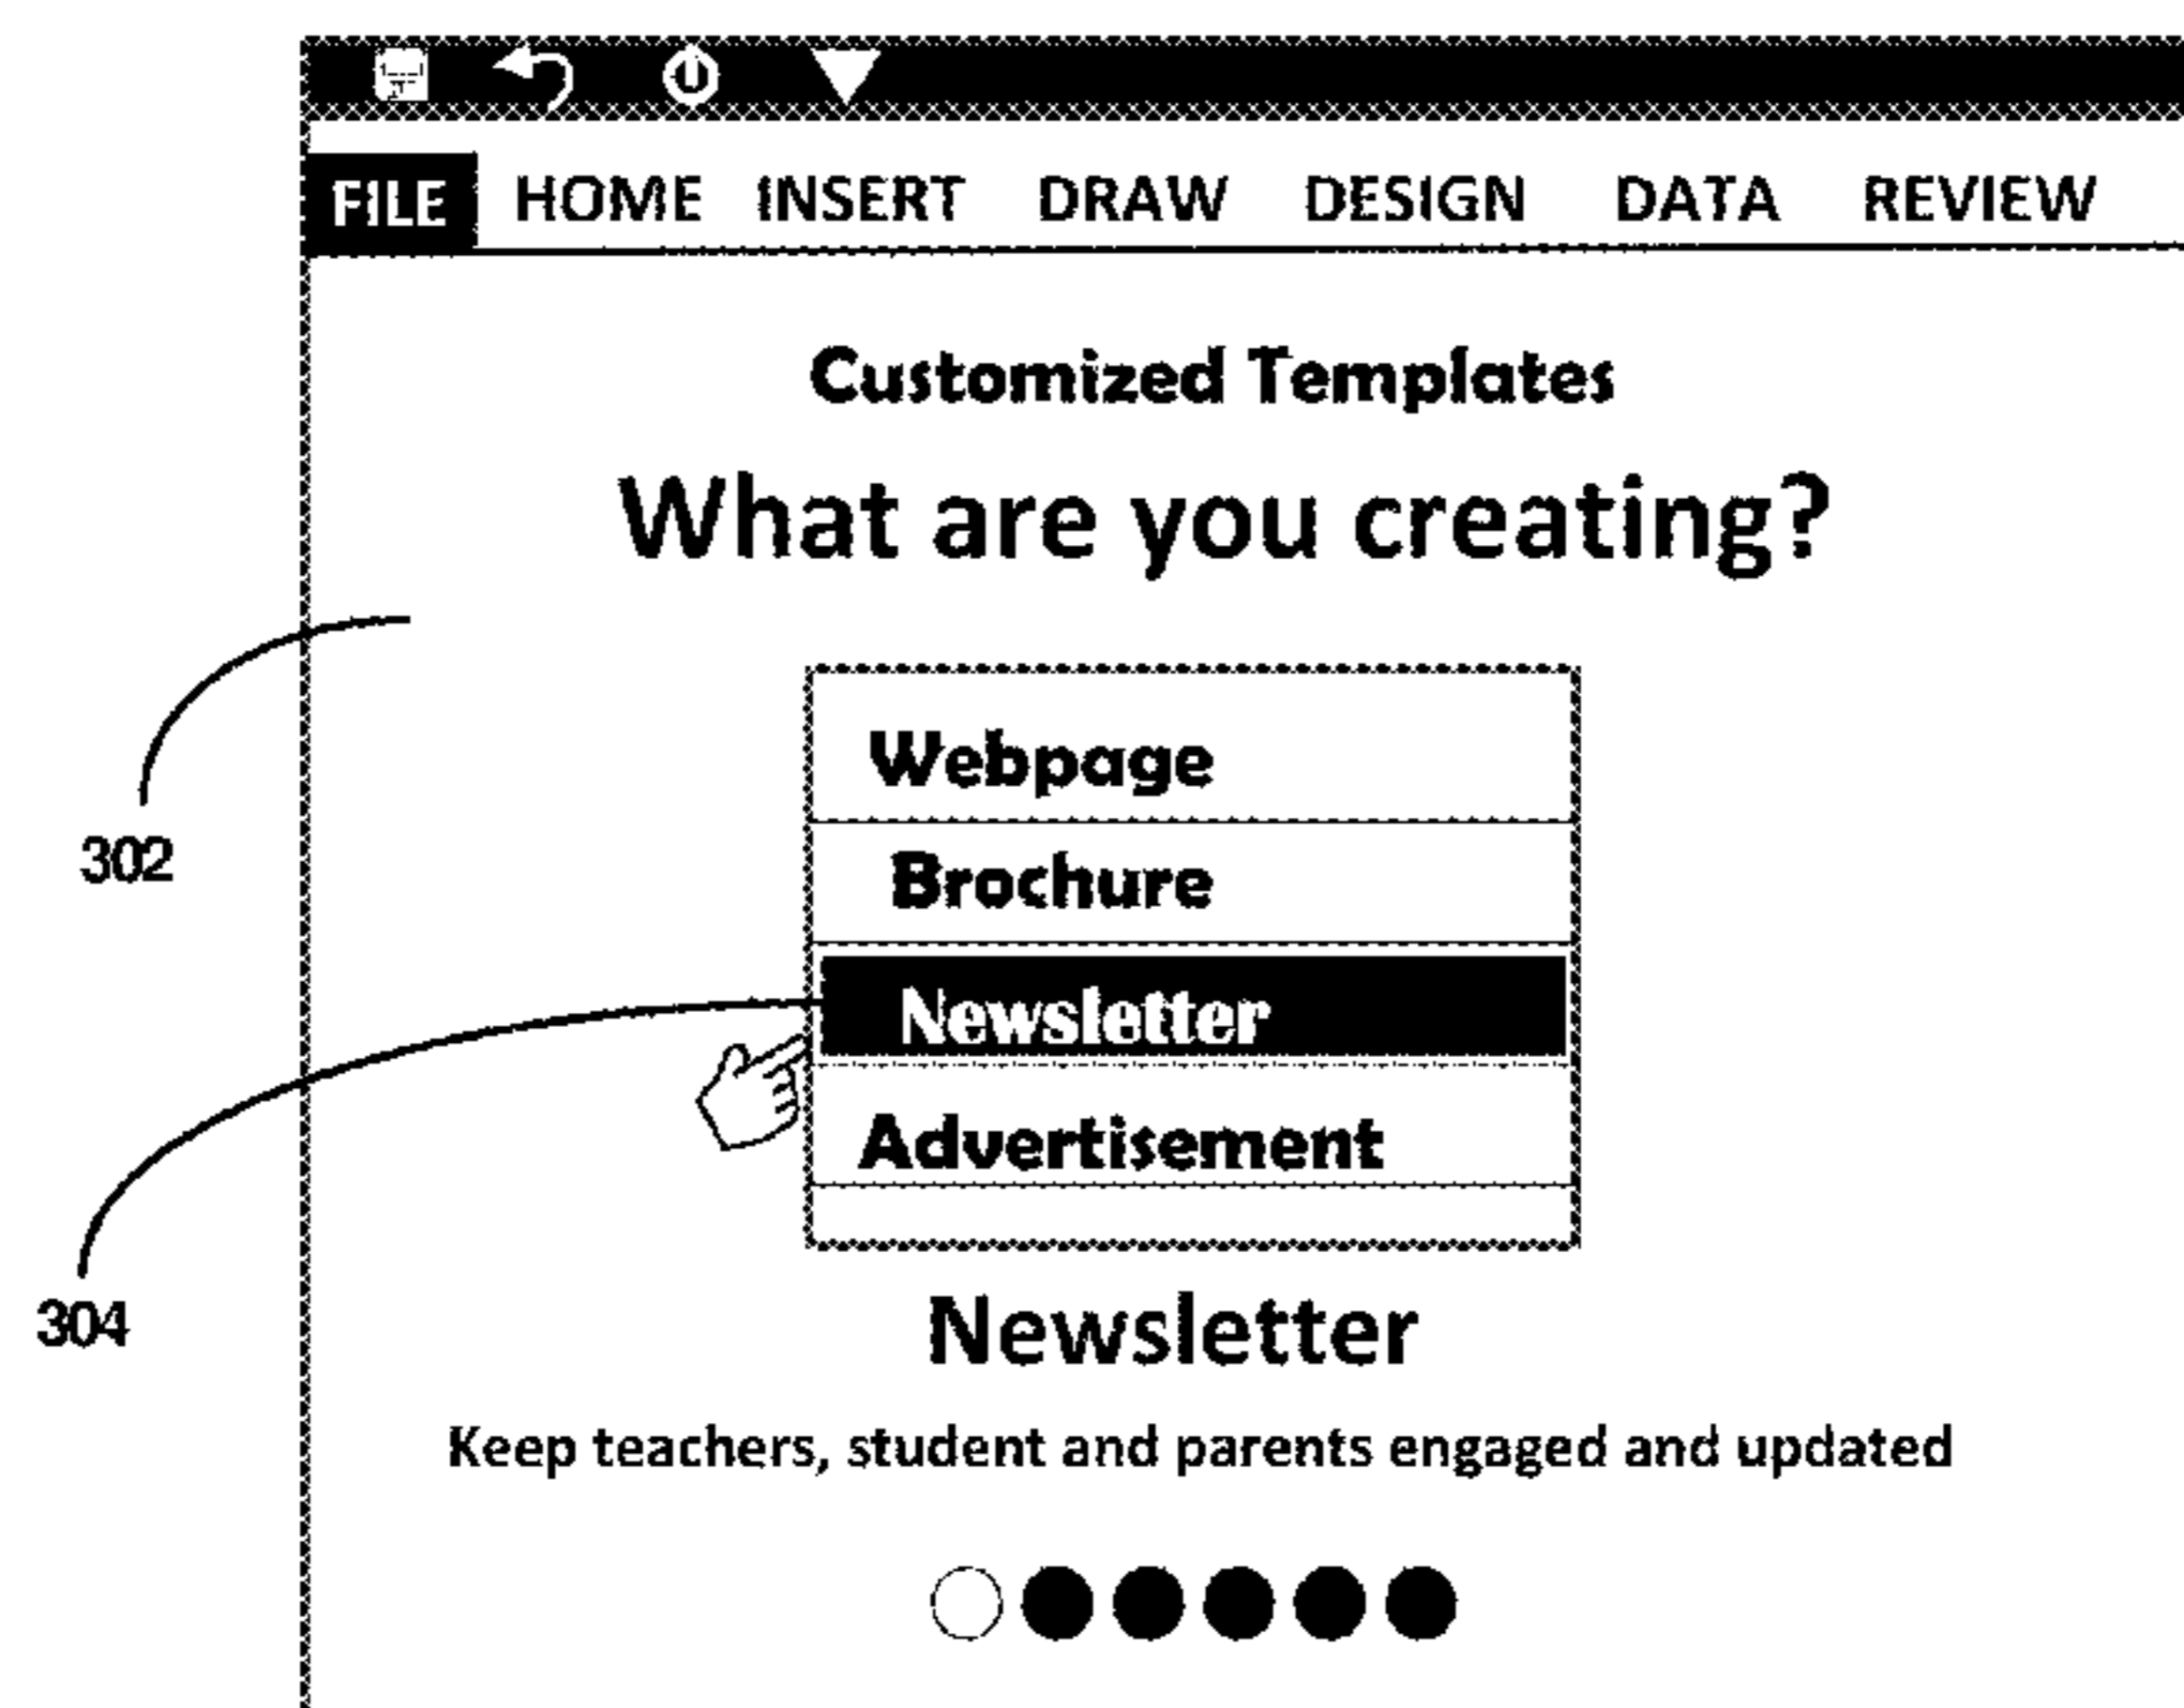 FILE HOME INSERT DRAW DESIGN DATA REVIEW
Customized Templates
What are you creating?
Webpage
302
Brochure
Newsletter
Advertisement
304
Newsletter
Keep teachers, student and parents engaged and updated